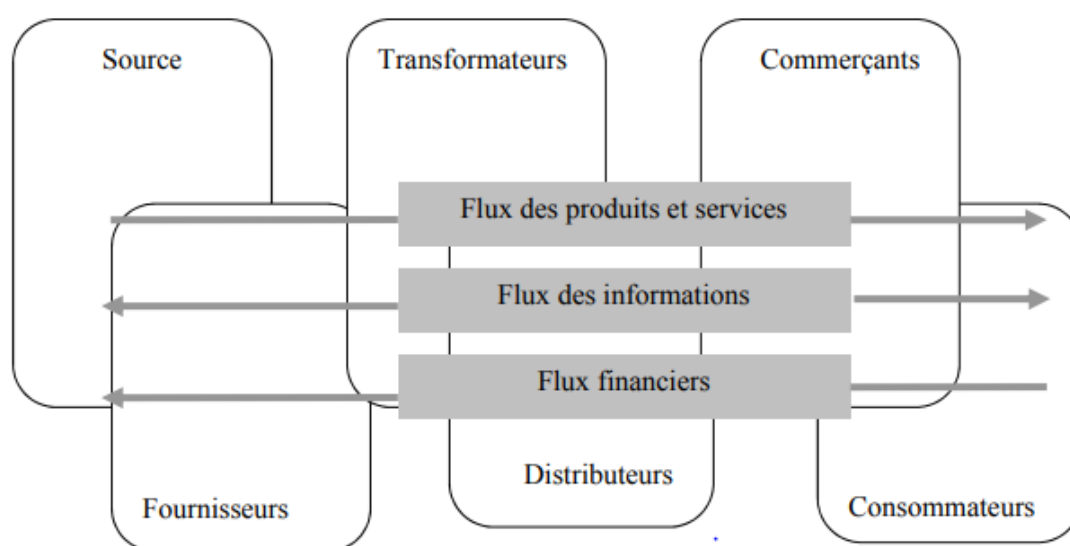 Source
Transformateurs
Commerçants
Flux des produits et services
Flux des informations
Flux financiers
Fournisseurs
Distributeurs
Consommateurs